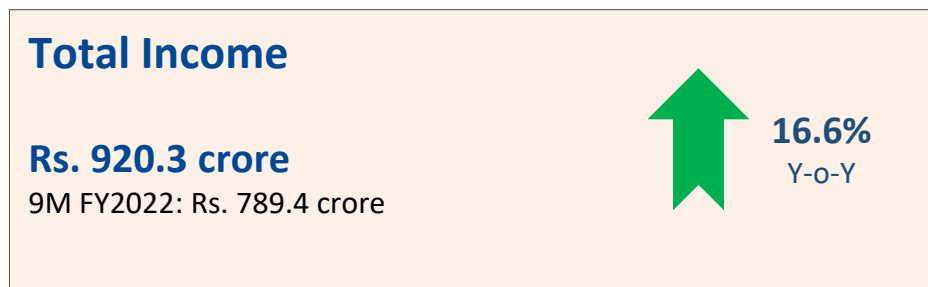 Total Income
Rs. 920.3 crore
9M FY2022: Rs. 789.4 crore
16.6%
Y-o-Y